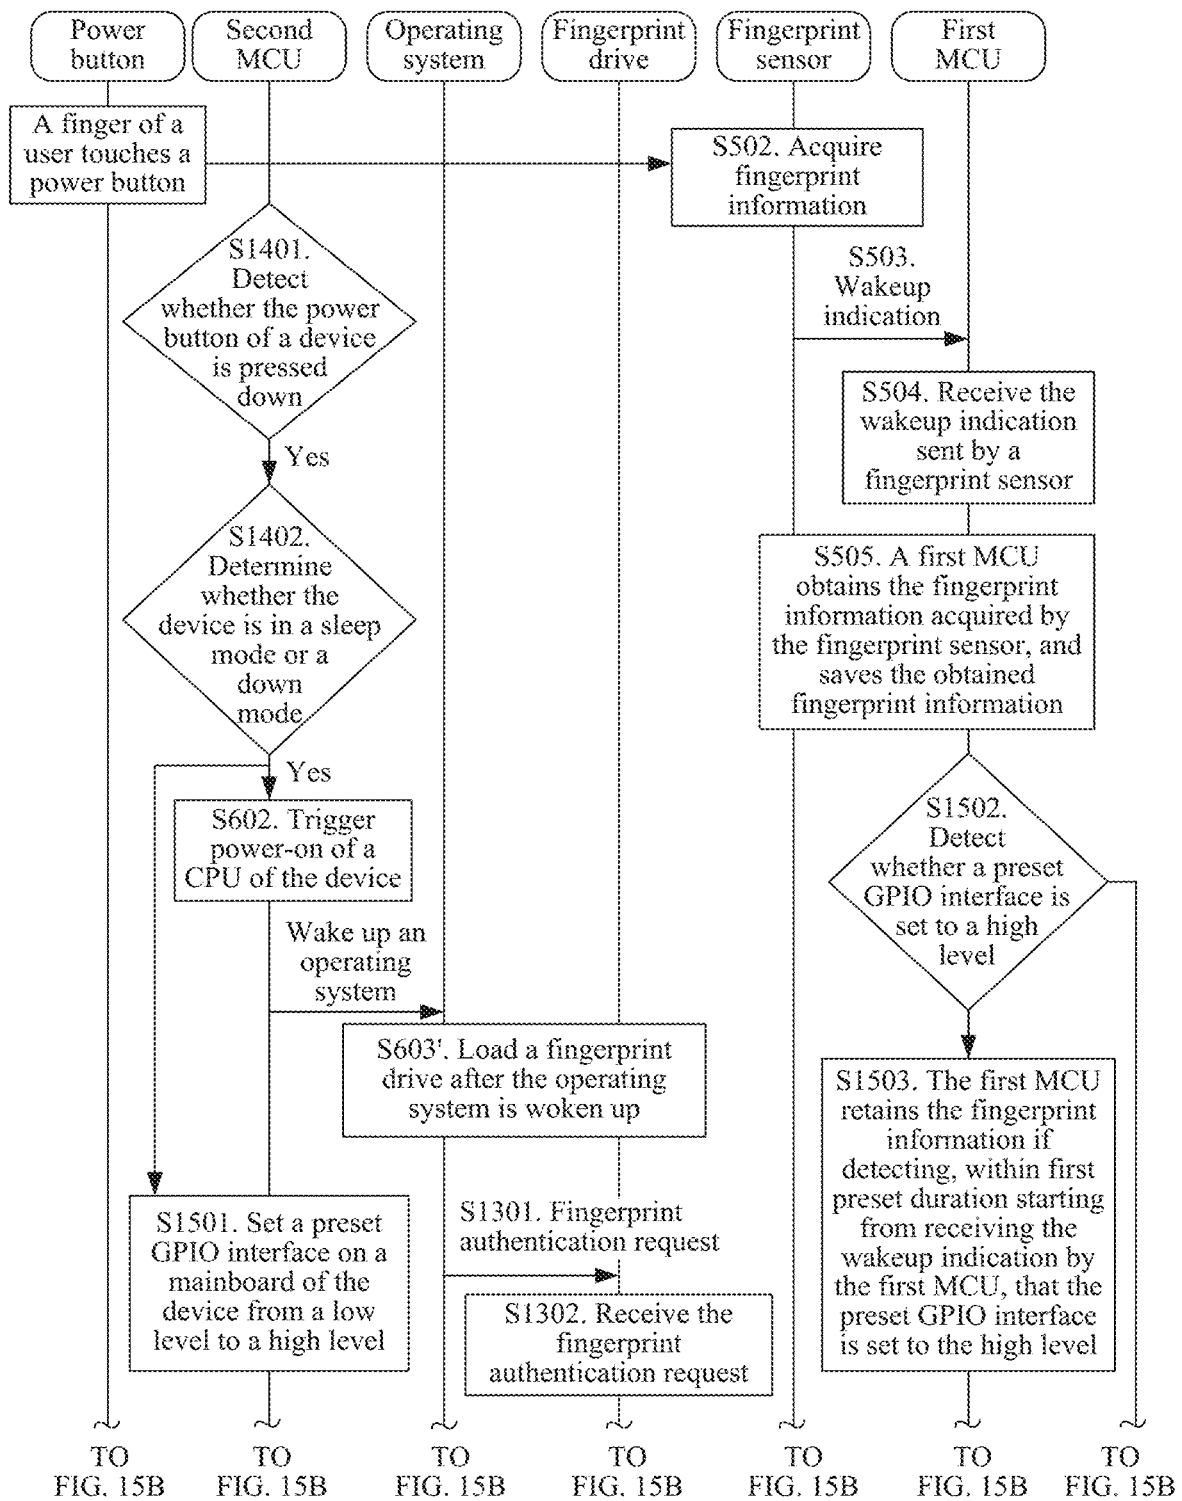 Power
button
Second
MCU
Operating
system
Fingerprint
drive
Fingerprint
sensor
First
MCU
A finger of a
user touches a
power button
S502. Acquire
fingerprint
information
S1401.
Detect
whether the power
button of a device
is pressed
down
S503.
Wakeup
indication
S504. Receive the
wakeup indication
sent by a
fingerprint sensor
Yes
S1402.
Determine
whether the
device is in a sleep
mode or a
down
mode
S505. A first MCU
obtains the fingerprint
information acquired by
the fingerprint sensor, and
saves the obtained
fingerprint information
Yes
S602. Trigger
power-on of a
CPU of the device
S1502.
Detect
whether a preset
GPIO interface is
set to a high
level
Wake up an
operating
system
S603'. Load a fingerprint
drive after the operating
system is woken up
S1503. The first MCU
retains the fingerprint
information if
detecting, within first
preset duration starting
from receiving the
wakeup indication by
the first MCU, that the
preset GPIO interface
is set to the high level
S1501. Set a preset
GPIO interface on a
mainboard of the
device from a low
level to a high level
S1301. Fingerprint
authentication request
S1302. Receive the
fingerprint
authentication request
TO
FIG. 15B
TO
FIG. 15B
TO
FIG. 15B
TO
FIG. 15B
TO
FIG. 15B
TO
FIG. 15B
TO
FIG. 15B